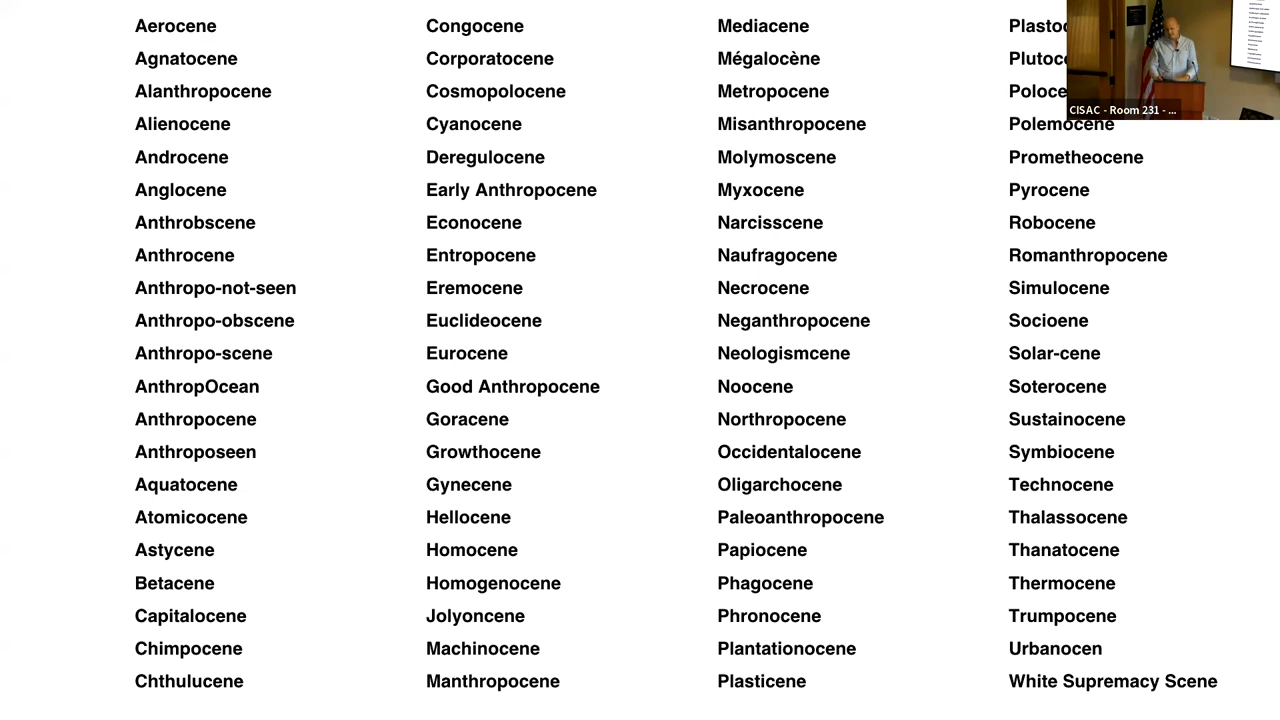 Aerocene
Agnatocene
Alanthropocene
Alienocene
Androcene
Anglocene
Anthrobscene
Anthrocene
Anthropo-not-seen
Anthropo-obscene
Anthropo-scene
AnthropOcean
Anthropocene
Anthroposeen
Aquatocene
Atomicocene
Astycene
Betacene
Capitalocene
Chimpocene
Chthulucene
Congocene
Corporatocene
Cosmopolocene
Cyanocene
Deregulocene
Early Anthropocene
Econocene
Entropocene
Eremocene
Euclideocene
Eurocene
Good Anthropocene
Goracene
Growthocene
Gynecene
Hellocene
Homocene
Homogenocene
Jolyoncene
Machinocene
Manthropocene
Mediacene
Mégalocène
Metropocene
Misanthropocene
Molymoscene
Myxocene
Narcisscene
Naufragocene
Necrocene
Neganthropocene
Neologismcene
Noocene
Northropocene
Occidentalocene
Oligarchocene
Paleoanthropocene
Papiocene
Phagocene
Phronocene
Plantationocene
Plasticene
Polemocene
Prometheocene
Pyrocene
Robocene
Romanthropocene
Simulocene
Socioene
Solar-cene
Soterocene
Sustainocene
Symbiocene
Technocene
Thalassocene
Thanatocene
Thermocene
Trumpocene
Urbanocen
White Supremacy Scene
CISAC - Room 231 - ...